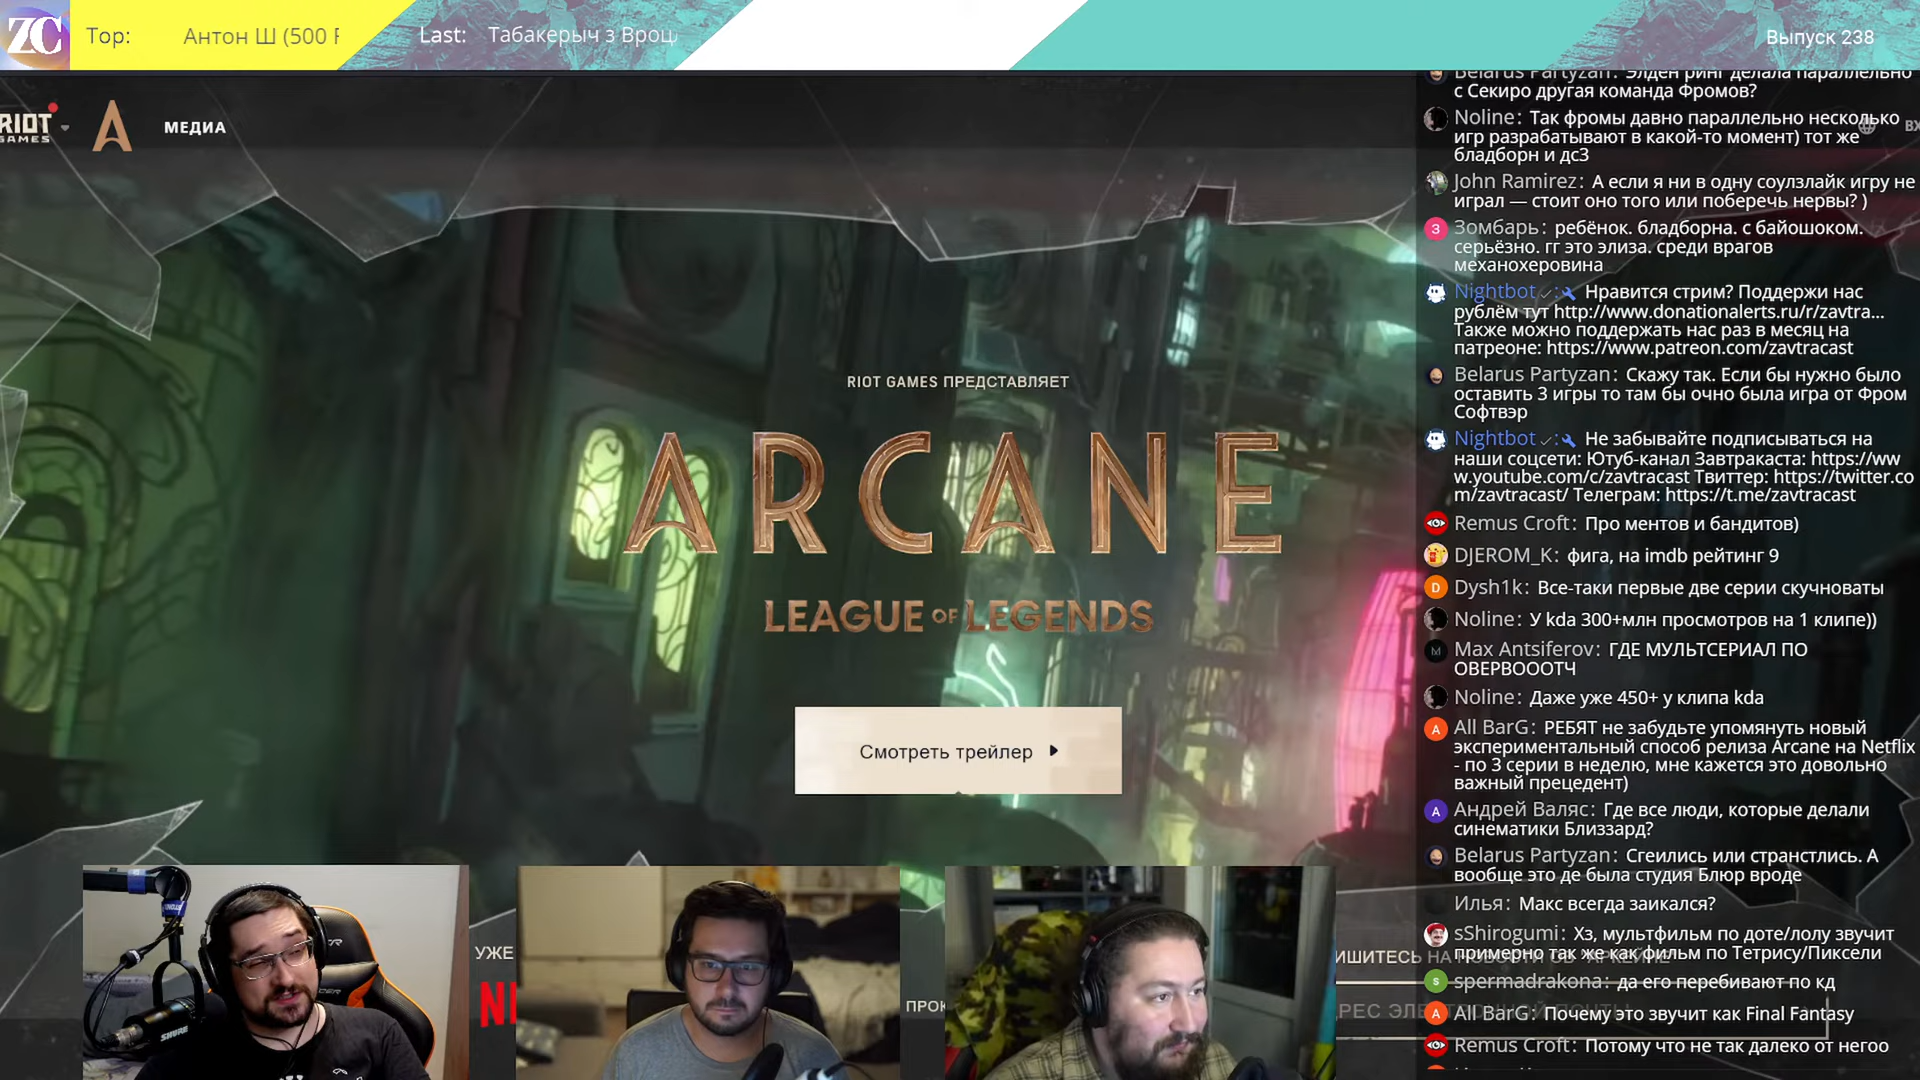 ZC
Top: Антон Ш (500
Last: Табакерыч з Вроц
Выпуск 238
RIOT
GAMES
МЕДИА
RIOT GAMES ПРЕДСТАВЛЯЕТ
ARCANE
LEAGUE OF LEGENDS
Смотреть трейлер
УЖЕ
ПРОК
SHURE
Belarus Partyzan: Элден ринг делала параллельно
с Секиро другая команда Фромов?
Noline: Так фромы давно параллельно несколько
игр разрабатывают в какой-то момент) тот же
бладборн и дс3
John Ramirez: А если я ни в одну соулзлайк игру не
играл — стоит оно того или поберечь нервы? )
Зомбарь: ребёнок. бладборна. с байошоком.
серьёзно. гг это элиза. среди врагов
механохеровина
Nightbot: Нравится стрим? Поддержи нас
рублём тут http://www.donationalerts.ru/r/zavtra...
Также можно поддержать нас раз в месяц на
патреоне: https://www.patreon.com/zavtracast
Belarus Partyzan: Скажу так. Если бы нужно было
оставить 3 игры то там бы очно была игра от Фром
Софтвэр
Nightbot: Не забывайте подписываться на
наши соцсети: Ютуб-канал Завтракаста: https://ww
w.youtube.com/c/zavtracast Твиттер: https://twitter.co
m/zavtracast/ Телеграм: https://t.me/zavtracast
Remus Croft: Про ментов и бандитов)
DJEROM_K: фига, на imdb рейтинг 9
Dysh1k: Все-таки первые две серии скучноваты
Noline: У kda 300+млн просмотров на 1 клипе))
Max Antsiferov: ГДЕ МУЛЬТСЕРИАЛ ПО
ОВЕРВОООТЧ
Noline: Даже уже 450+ у клипа kda
All BarG: РЕБЯТ не забудьте упомянуть новый
экспериментальный способ релиза Arcane на Netflix
- по 3 серии в неделю, мне кажется это довольно
важный прецедент)
Андрей Валяс: Где все люди, которые делали
синематики Близзард?
Belarus Partyzan: Сгеились или странстлись. А
вообще это де была студия Блюр вроде
Илья: Макс всегда заикался?
sShirogumi: Хз, мультфильм по доте/лолу звучит
примерно так же как фильм по Тетрису/Пиксели
spermadrakona: да его перебивают по кд
All BarG: Почему это звучит как Final Fantasy
Remus Croft: Потому что не так далеко от негоо